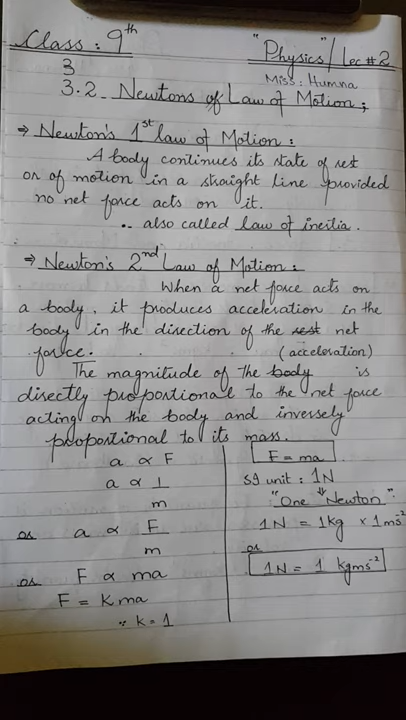 Class : 9th
"Physics" / Lec # 2
Miss : Humna
3
3.2 - Newtons of Law of Motion ;
⇒ Newton's 1st law of Motion :
A body continues its state of rest
or of motion in a straight line provided
no net force acts on it.
∴ also called law of inertia.
⇒ Newton's 2nd Law of Motion :
When a net force acts on
a body, it produces acceleration in the
body in the direction of the rest net
force.
(acceleration)
The magnitude of the body is
directly proportional to the net force
acting on the body and inversely
proportional to its mass.
a ∝ F
a ∝ 1/m
or a ∝ F/m
or F ∝ ma
F = Kma
∵ k = 1
F = ma
SI unit : 1N
⇓
"One Newton".
1N = 1kg × 1ms⁻²
or
1N = 1 kgms⁻²